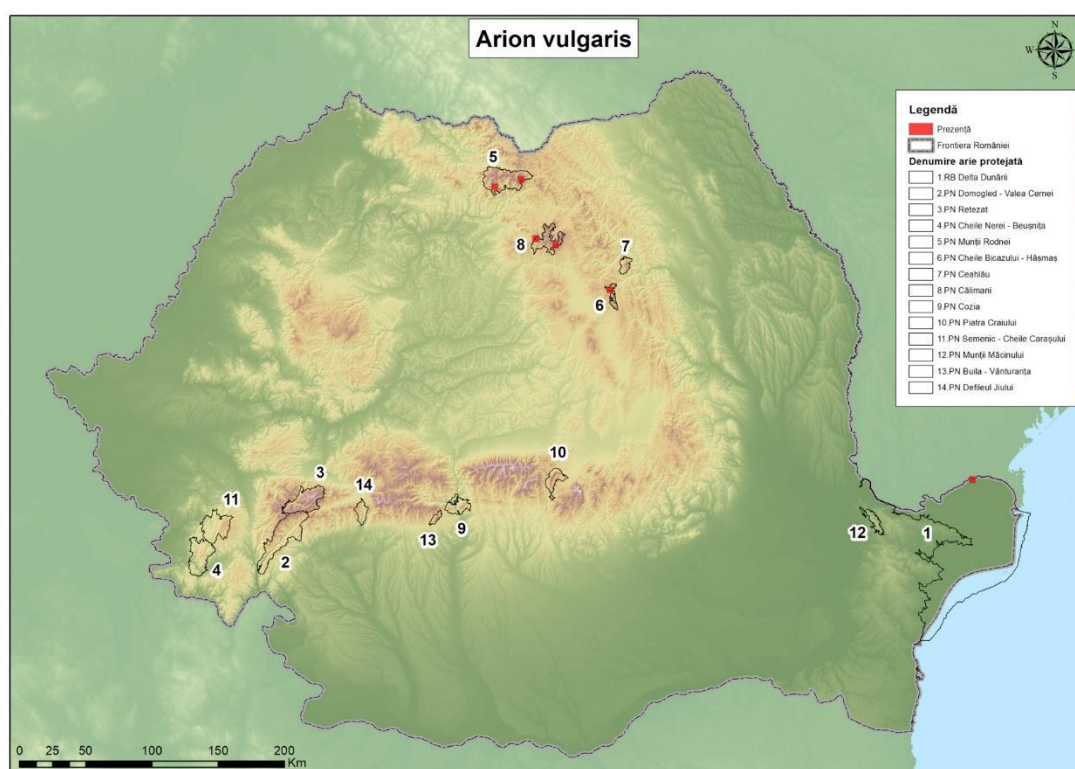 Arion vulgaris
N
W
E
S
Legendă
Prezență
Frontiera României
Denumire arie protejată
1.RB Delta Dunării
2.PN Domogled - Valea Cernei
3.PN Retezat
4.PN Cheile Nerei - Beușnița
5.PN Munții Rodnei
6.PN Cheile Bicazului - Hășmaș
7.PN Ceahlău
8.PN Călimani
9.PN Cozia
10.PN Piatra Craiului
11.PN Semenic - Cheile Carașului
12.PN Munții Măcinului
13.PN Buila - Vânturarița
14.PN Defileul Jiului
5
8
7
6
10
3
14
11
9
13
12
1
4
2
0 25 50 100 150 200
Km